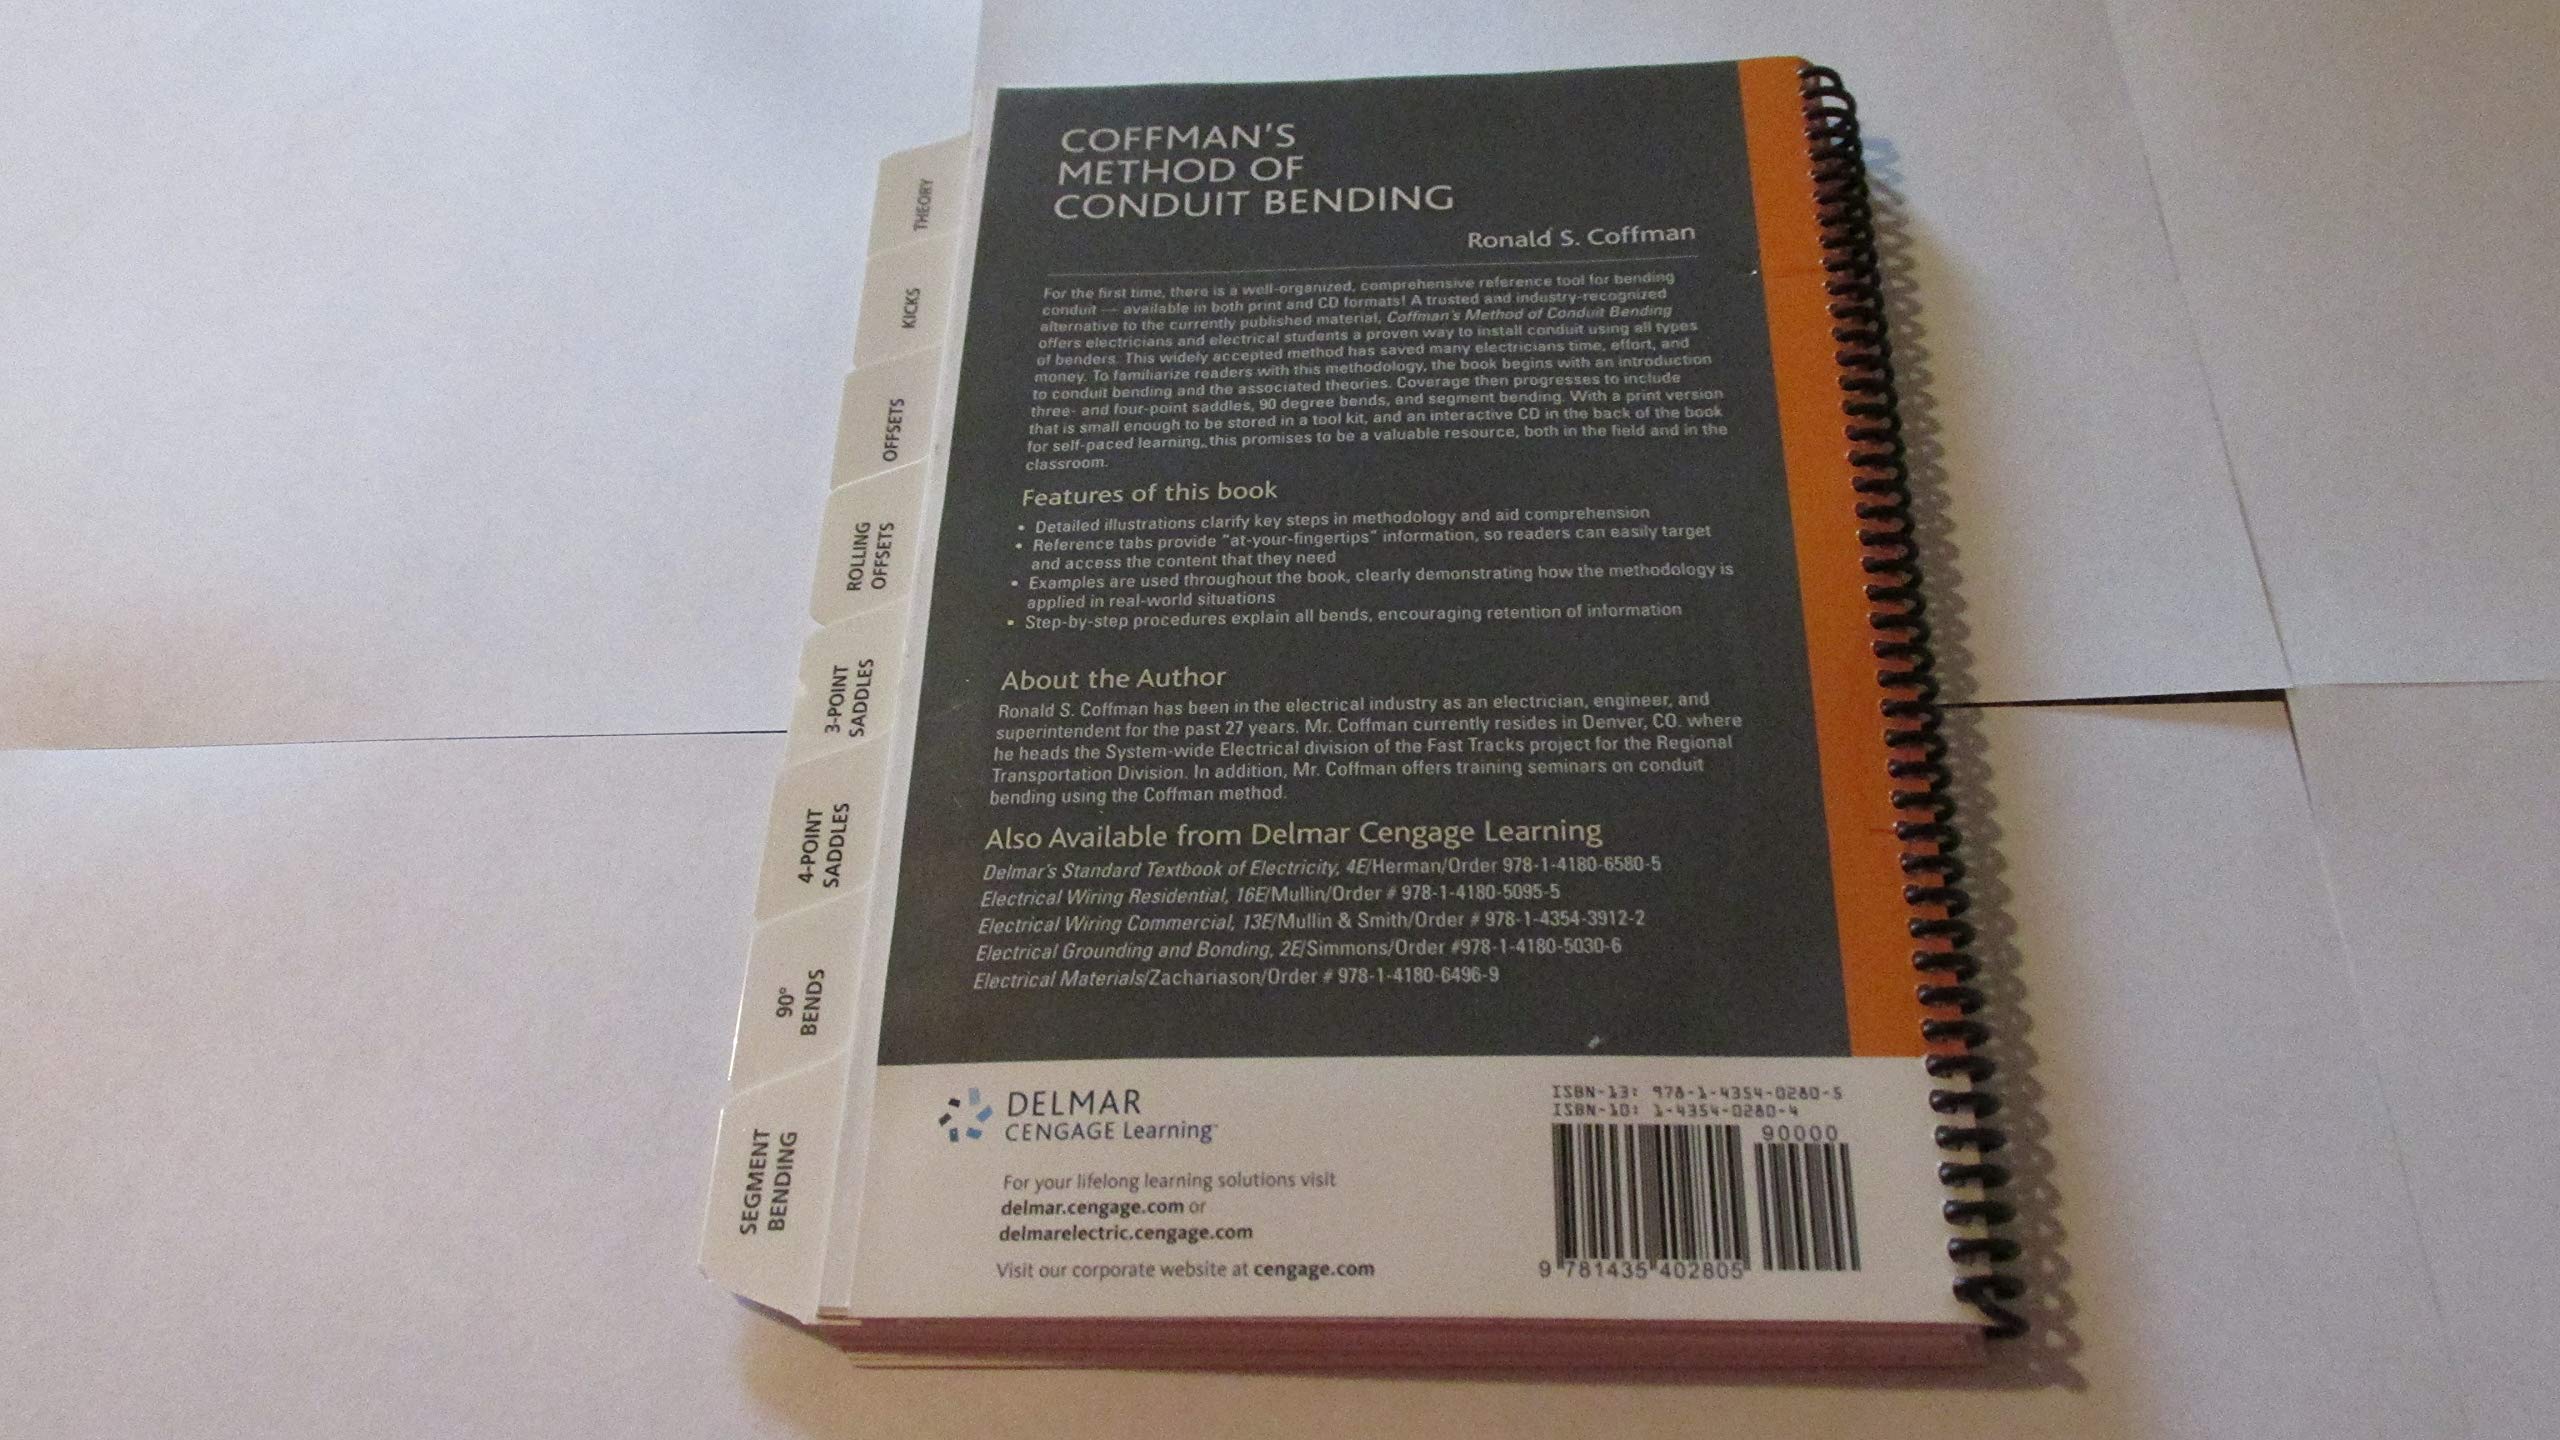 COFFMAN'S
METHOD OF
CONDUIT BENDING
Ronald S. Coffman
For the first time, there is a well-organized, comprehensive reference tool for bending
conduit — available in both print and CD formats! A trusted and industry-recognized
alternative to the currently published material, Coffman's Method of Conduit Bending
offers electricians and electrical students a proven way to install conduit using all types
of benders. This widely accepted method has saved many electricians time, effort, and
money. To familiarize readers with this methodology, the book begins with an introduction
to conduit bending and the associated theories. Coverage then progresses to include
three- and four-point saddles, 90 degree bends, and segment bending. With a print version
that is small enough to be stored in a tool kit, and an interactive CD in the back of the book
for self-paced learning, this promises to be a valuable resource, both in the field and in the
classroom.
Features of this book
• Detailed illustrations clarify key steps in methodology and aid comprehension
• Reference tabs provide "at-your-fingertips" information, so readers can easily target
and access the content that they need
• Examples are used throughout the book, clearly demonstrating how the methodology is
applied in real-world situations
• Step-by-step procedures explain all bends, encouraging retention of information
About the Author
Ronald S. Coffman has been in the electrical industry as an electrician, engineer, and
superintendent for the past 27 years. Mr. Coffman currently resides in Denver, CO. where
he heads the System-wide Electrical division of the Fast Tracks project for the Regional
Transportation Division. In addition, Mr. Coffman offers training seminars on conduit
bending using the Coffman method.
Also Available from Delmar Cengage Learning
Delmar's Standard Textbook of Electricity, 4E/Herman/Order 978-1-4180-6580-5
Electrical Wiring Residential, 16E/Mullin/Order # 978-1-4180-5095-5
Electrical Wiring Commercial, 13E/Mullin & Smith/Order # 978-1-4354-3912-2
Electrical Grounding and Bonding, 2E/Simmons/Order #978-1-4180-5030-6
Electrical Materials/Zachariason/Order # 978-1-4180-6496-9
DELMAR
CENGAGE Learning™
For your lifelong learning solutions visit
delmar.cengage.com or
delmarelectric.cengage.com
Visit our corporate website at cengage.com
ISBN-13: 978-1-4354-0280-5
ISBN-10: 1-4354-0280-4
90000
9 781435 402805
THEORY
KICKS
OFFSETS
ROLLING
OFFSETS
3-POINT
SADDLES
4-POINT
SADDLES
90°
BENDS
SEGMENT
BENDING